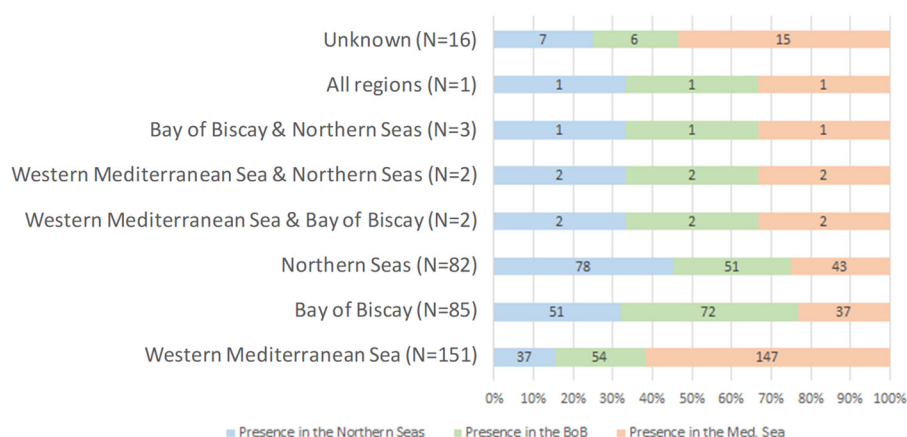 Unknown (N=16) 7 6 15
All regions (N=1) 1 1 1
Bay of Biscay & Northern Seas (N=3) 1 1 1
Western Mediterranean Sea & Northern Seas (N=2) 2 2 2
Western Mediterranean Sea & Bay of Biscay (N=2) 2 2 2
Northern Seas (N=82) 78 51 43
Bay of Biscay (N=85) 51 72 37
Western Mediterranean Sea (N=151) 37 54 147
0% 10% 20% 30% 40% 50% 60% 70% 80% 90% 100%
Presence in the Northern Seas Presence in the BoB Presence in the Med. Sea